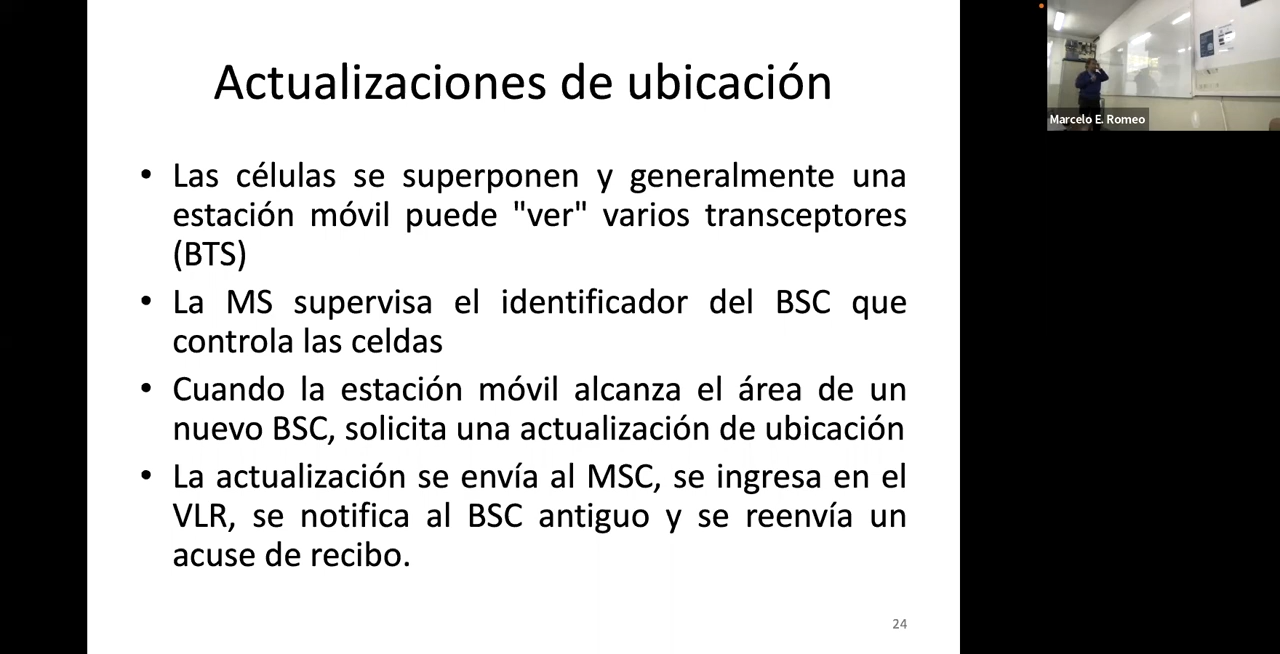 Actualizaciones de ubicación
• Las células se superponen y generalmente una
estación móvil puede "ver" varios transceptores
(BTS)
• La MS supervisa el identificador del BSC que
controla las celdas
• Cuando la estación móvil alcanza el área de un
nuevo BSC, solicita una actualización de ubicación
• La actualización se envía al MSC, se ingresa en el
VLR, se notifica al BSC antiguo y se reenvía un
acuse de recibo.
24
Marcelo E. Romeo